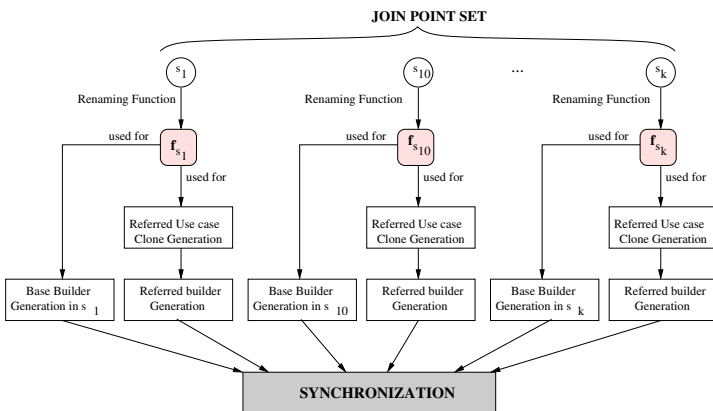 JOIN POINT SET
s1
s10
...
sk
Renaming Function
Renaming Function
Renaming Function
used for
fs1
used for
fs10
used for
fsk
used for
used for
used for
Referred Use case
Clone Generation
Referred Use case
Clone Generation
Referred Use case
Clone Generation
Base Builder
Generation in s 1
Referred builder
Generation
Base Builder
Generation in s 10
Referred builder
Generation
Base Builder
Generation in s k
Referred builder
Generation
SYNCHRONIZATION